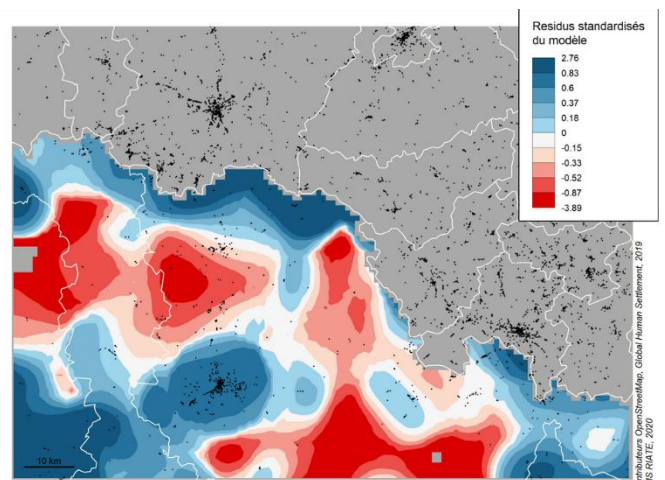 Residus standardisés
du modèle
2.76
0.83
0.6
0.37
0.18
0
-0.15
-0.33
-0.52
-0.87
-3.89
10 km
ntributeurs OpenStreetMap, Global Human Settlement, 2019
MS RIATE, 2020